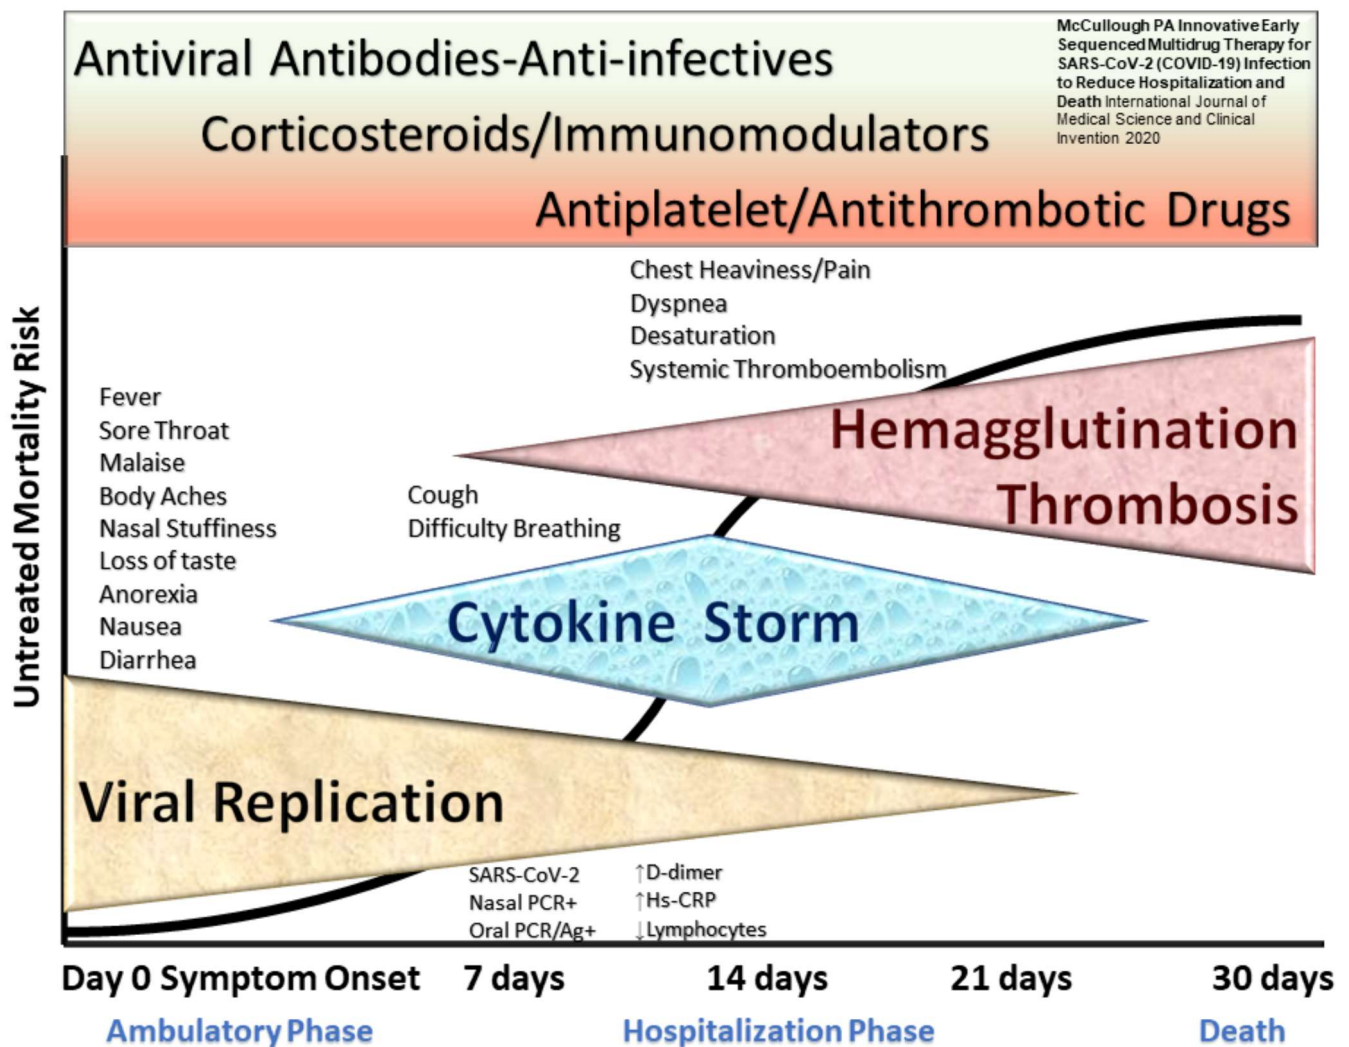 Antiviral Antibodies-Anti-infectives
Corticosteroids/Immunomodulators
Antiplatelet/Antithrombotic Drugs
McCullough PA Innovative Early
Sequenced Multidrug Therapy for
SARS-CoV-2 (COVID-19) Infection
to Reduce Hospitalization and
Death International Journal of
Medical Science and Clinical
Invention 2020
Untreated Mortality Risk
Chest Heaviness/Pain
Dyspnea
Desaturation
Systemic Thromboembolism
Fever
Sore Throat
Malaise
Body Aches
Nasal Stuffiness
Loss of taste
Anorexia
Nausea
Diarrhea
Cough
Difficulty Breathing
Hemagglutination
Thrombosis
Cytokine Storm
Viral Replication
SARS-CoV-2
Nasal PCR+
Oral PCR/Ag+
↑D-dimer
↑Hs-CRP
↓Lymphocytes
Day 0 Symptom Onset 7 days 14 days 21 days 30 days
Ambulatory Phase Hospitalization Phase Death